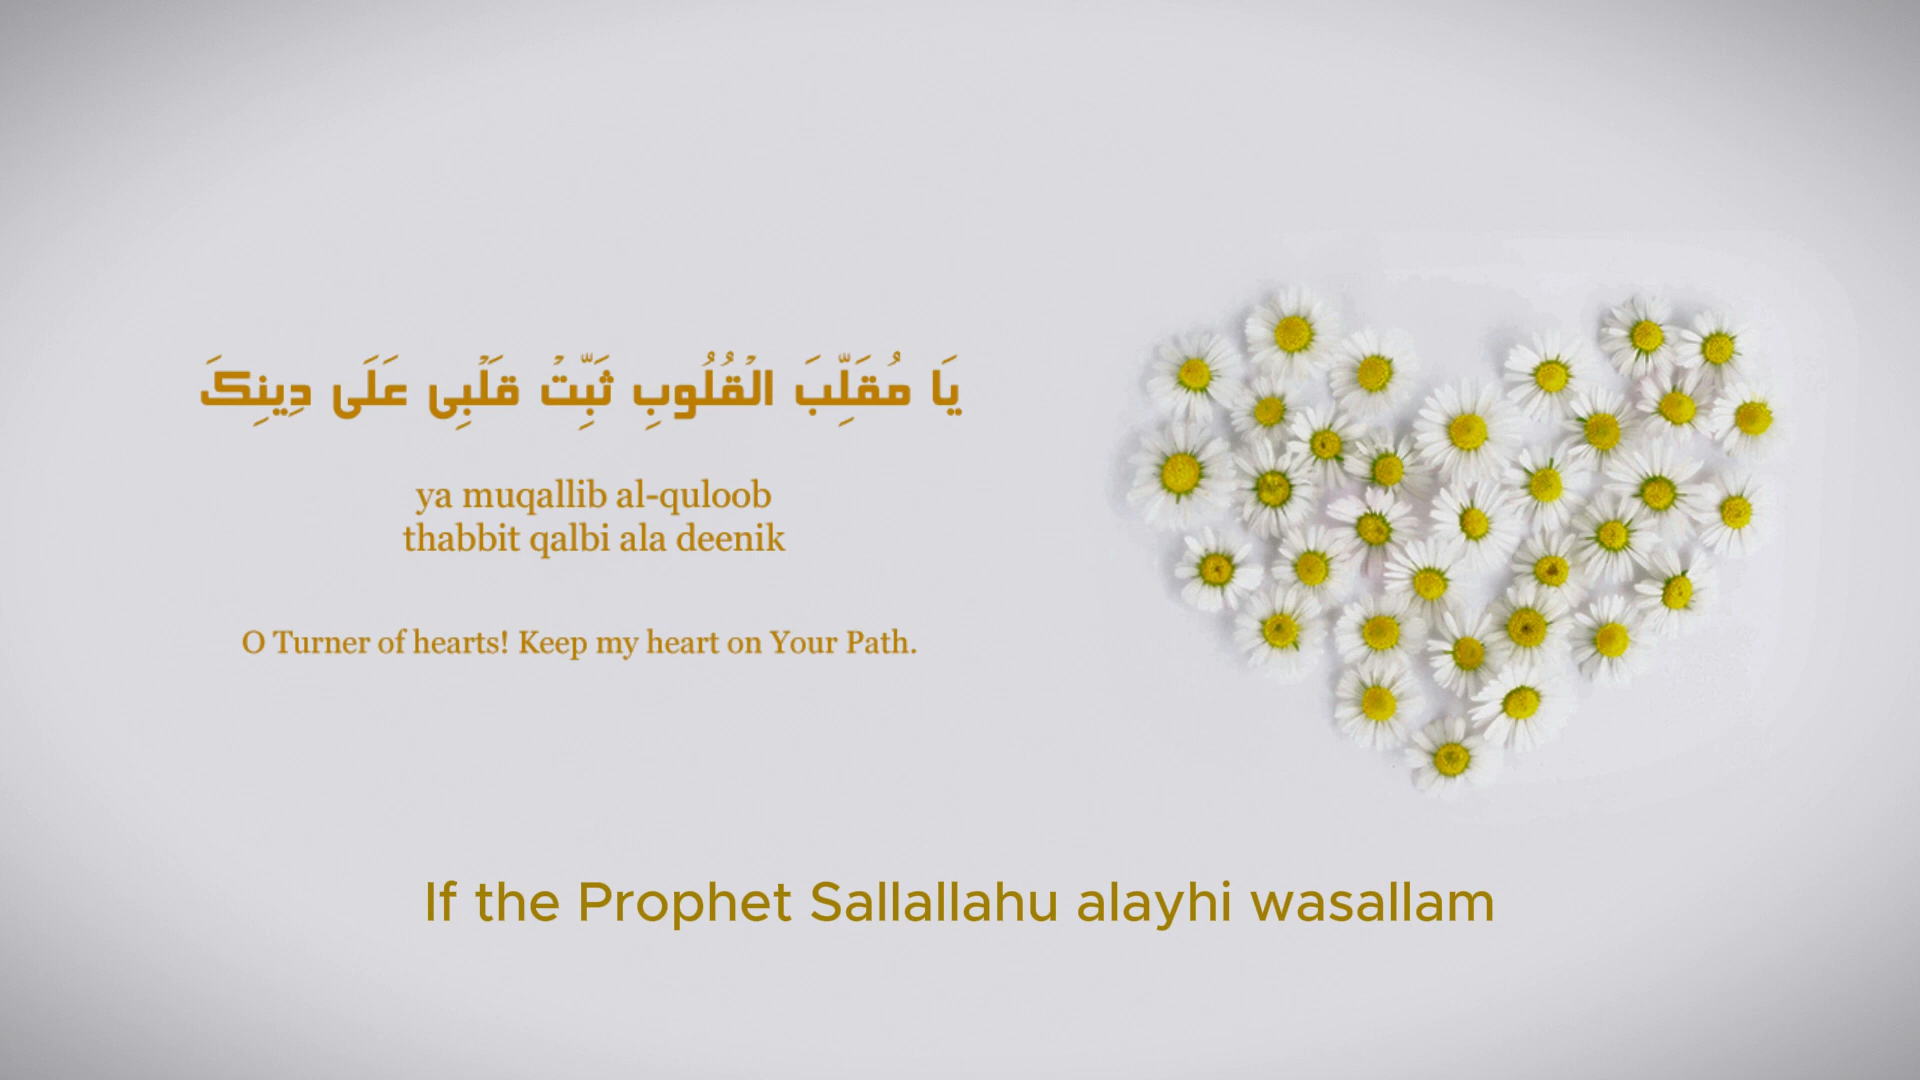 يَا مُقَلِّبَ الْقُلُوبِ ثَبِّتْ قَلْبِي عَلَى دِينِكَ
ya muqallib al-quloob
thabbit qalbi ala deenik
O Turner of hearts! Keep my heart on Your Path.
If the Prophet Sallallahu alayhi wasallam